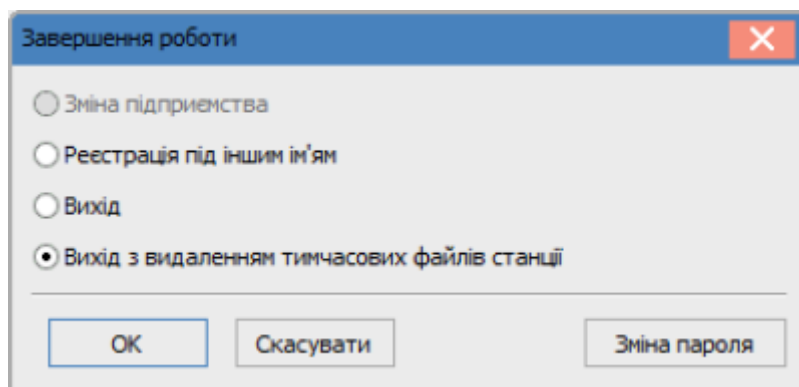 Завершення роботи
Зміна підприємства
Реєстрація під іншим ім'ям
Вихід
Вихід з видаленням тимчасових файлів станції
OK
Скасувати
Зміна пароля